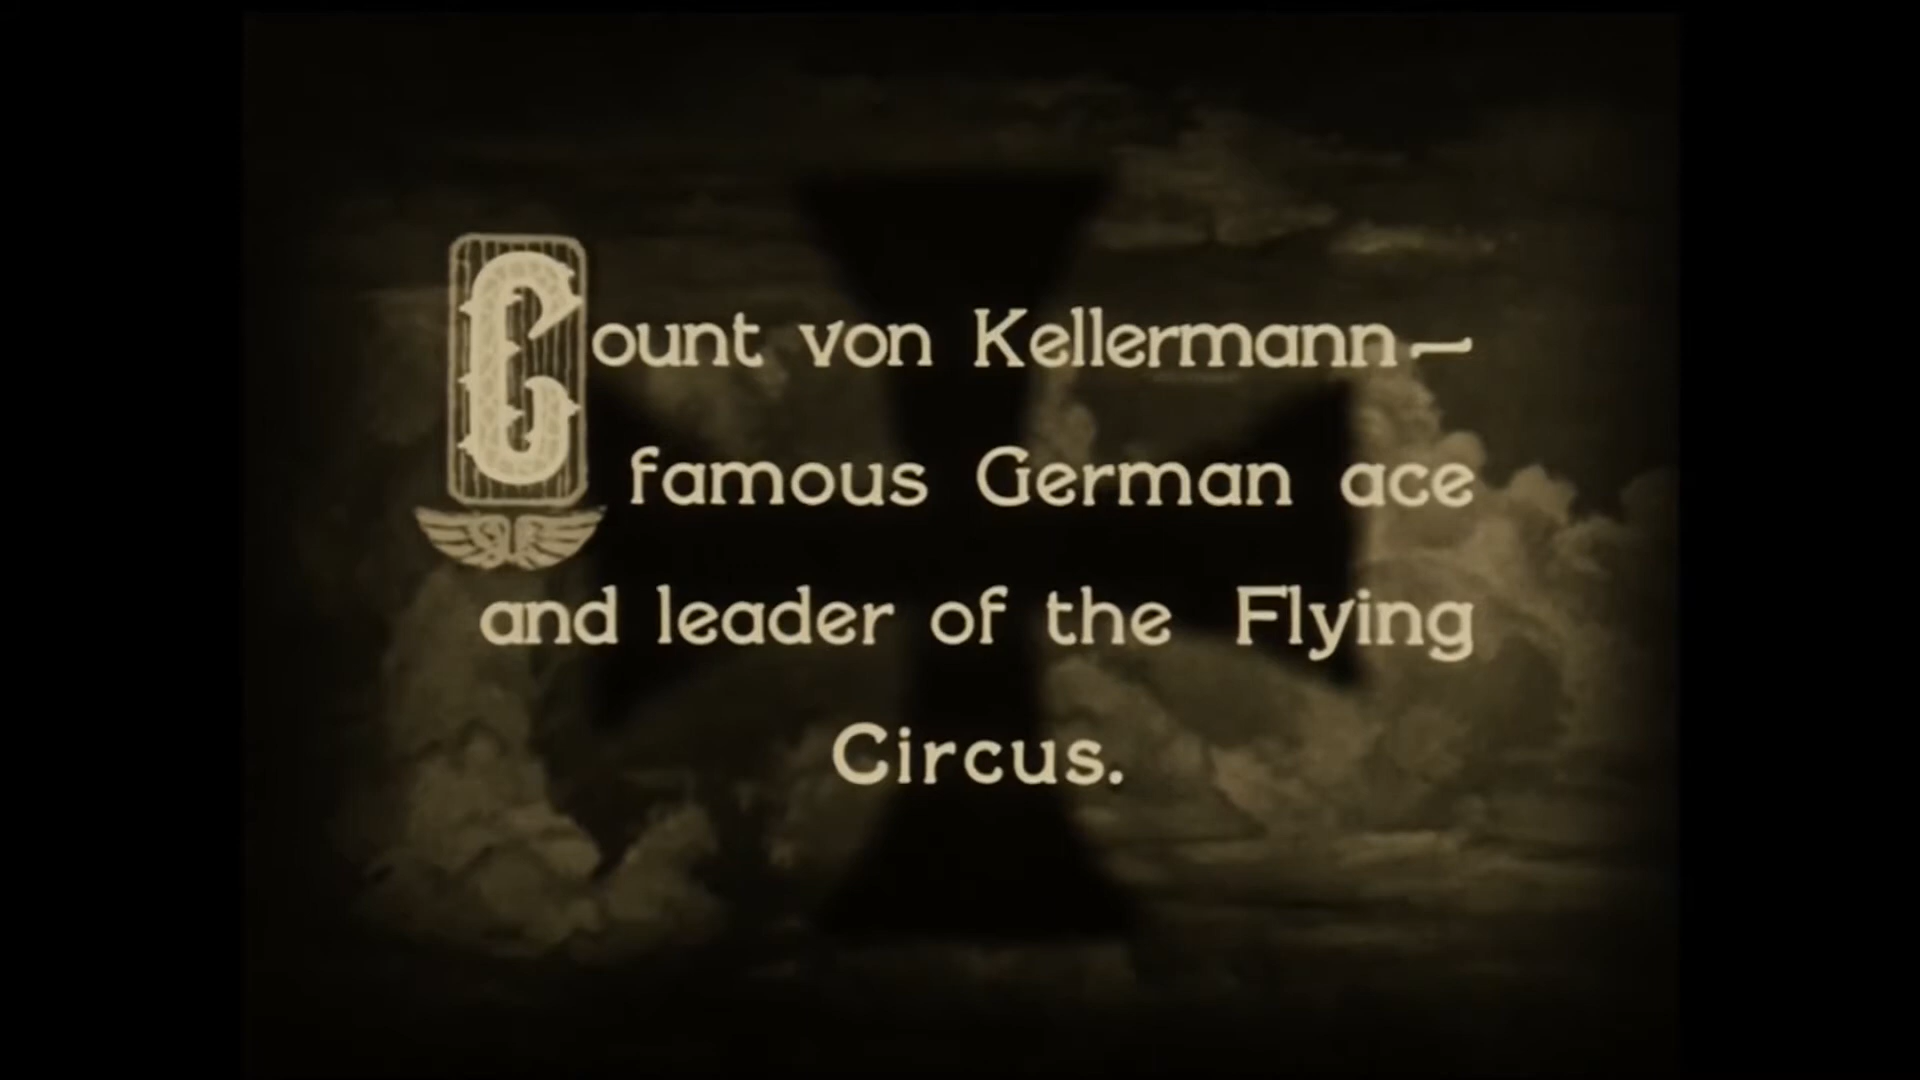 Count von Kellermann—
famous German ace
and leader of the Flying
Circus.